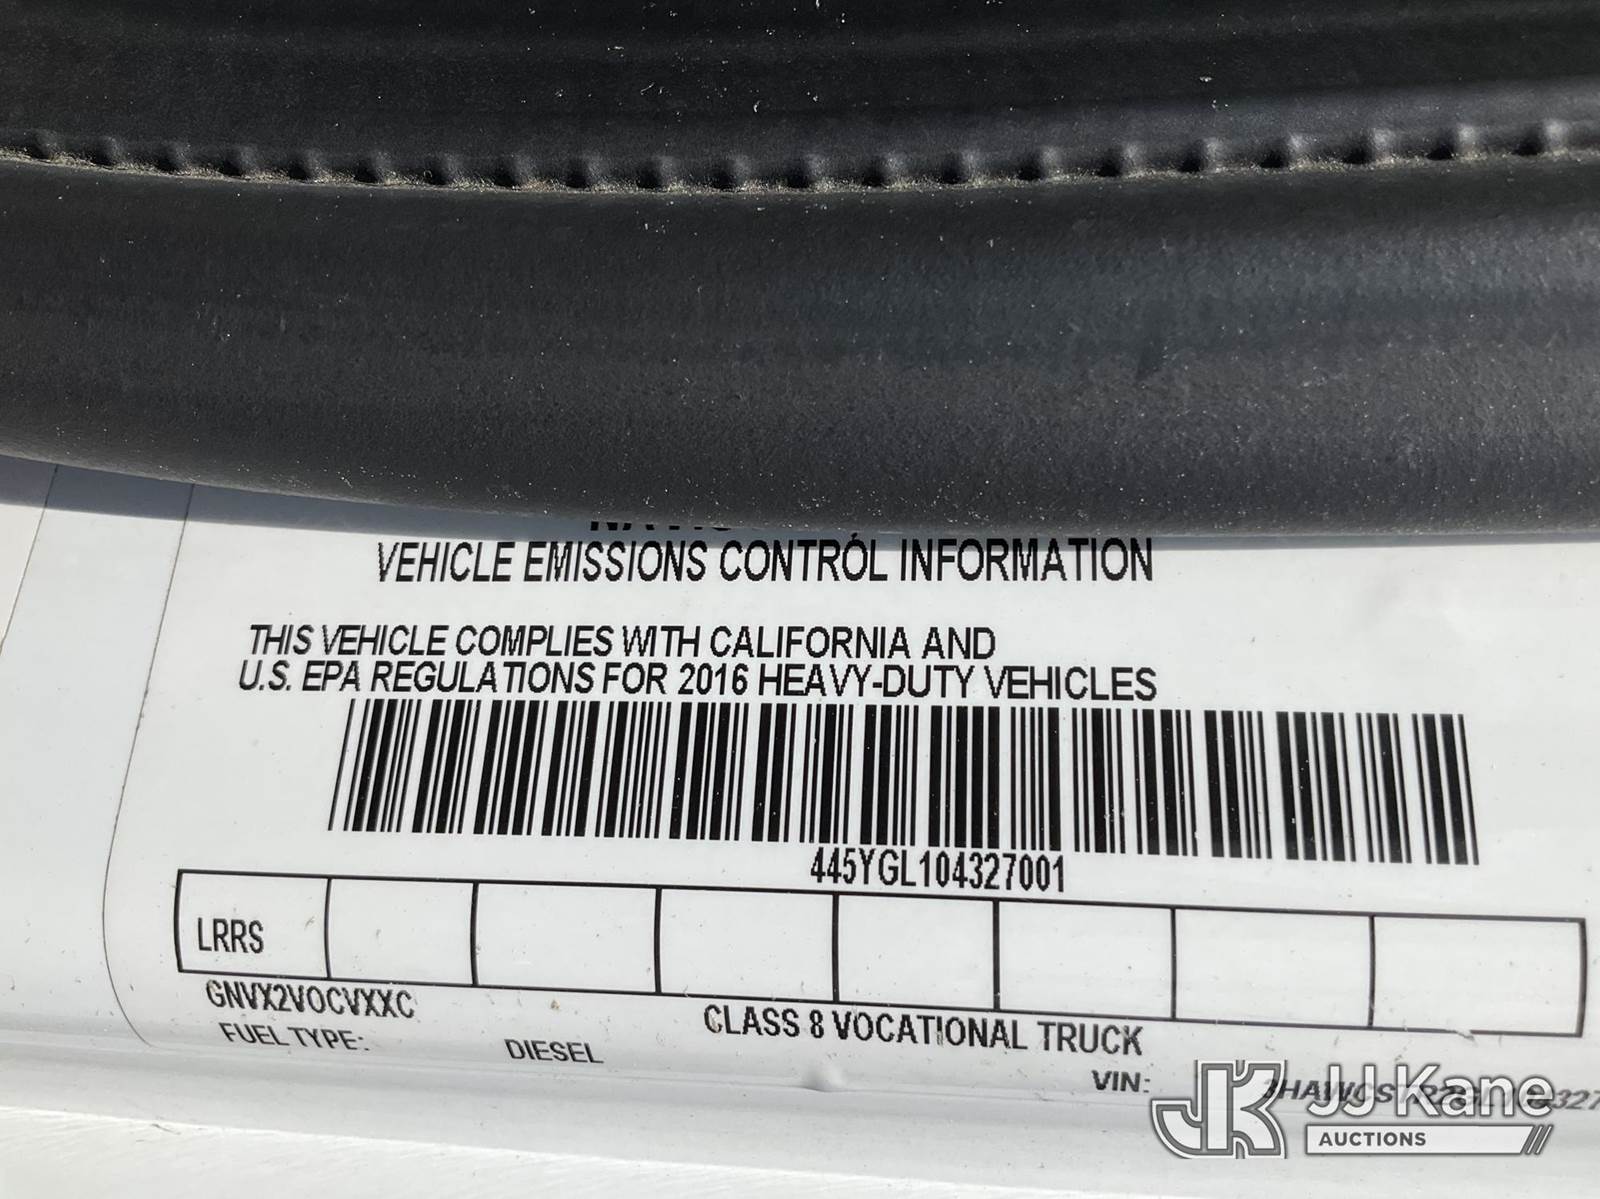 VEHICLE EMISSIONS CONTROL INFORMATION
THIS VEHICLE COMPLIES WITH CALIFORNIA AND
U.S. EPA REGULATIONS FOR 2016 HEAVY-DUTY VEHICLES
445YGL104327001
LRRS
GNVX2VOCVXXC
CLASS 8 VOCATIONAL TRUCK
FUEL TYPE: DIESEL
VIN:
JK JJ Kane
AUCTIONS